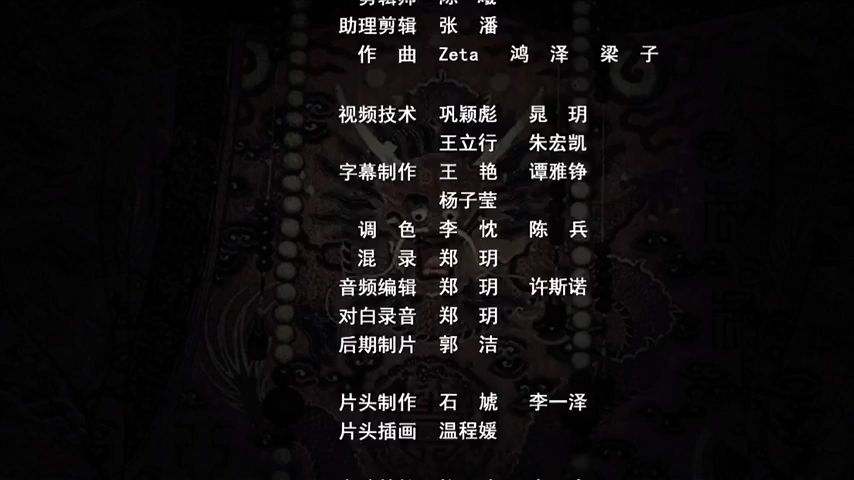 助理剪辑 张 潘
作 曲 Zeta 鸿 泽 梁 子
视频技术 巩颖彪 晁 玥
王立行 朱宏凯
字幕制作 王 艳 谭雅铮
杨子莹
调 色 李 忱 陈 兵
混 录 郑 玥
音频编辑 郑 玥 许斯诺
对白录音 郑 玥
后期制片 郭 洁
片头制作 石 虓 李一泽
片头插画 温程媛